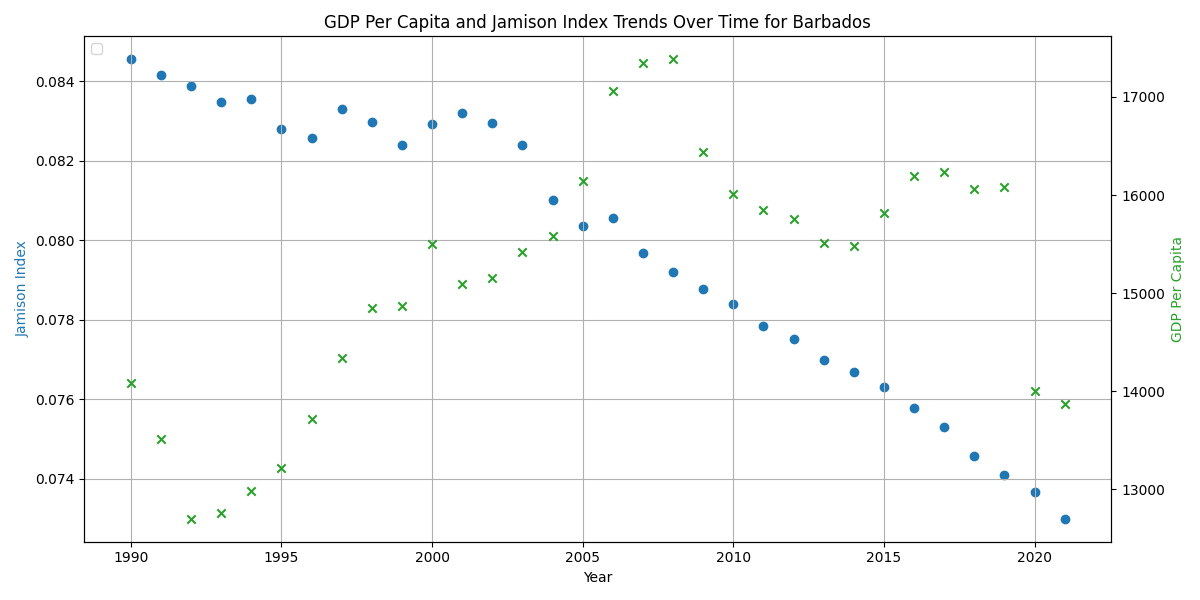 GDP Per Capita and Jamison Index Trends Over Time for Barbados
Jamison Index
0.084
0.082
0.080
0.078
0.076
0.074
17000
16000
15000
14000
13000
GDP Per Capita
1990 1995 2000 2005 2010 2015 2020
Year